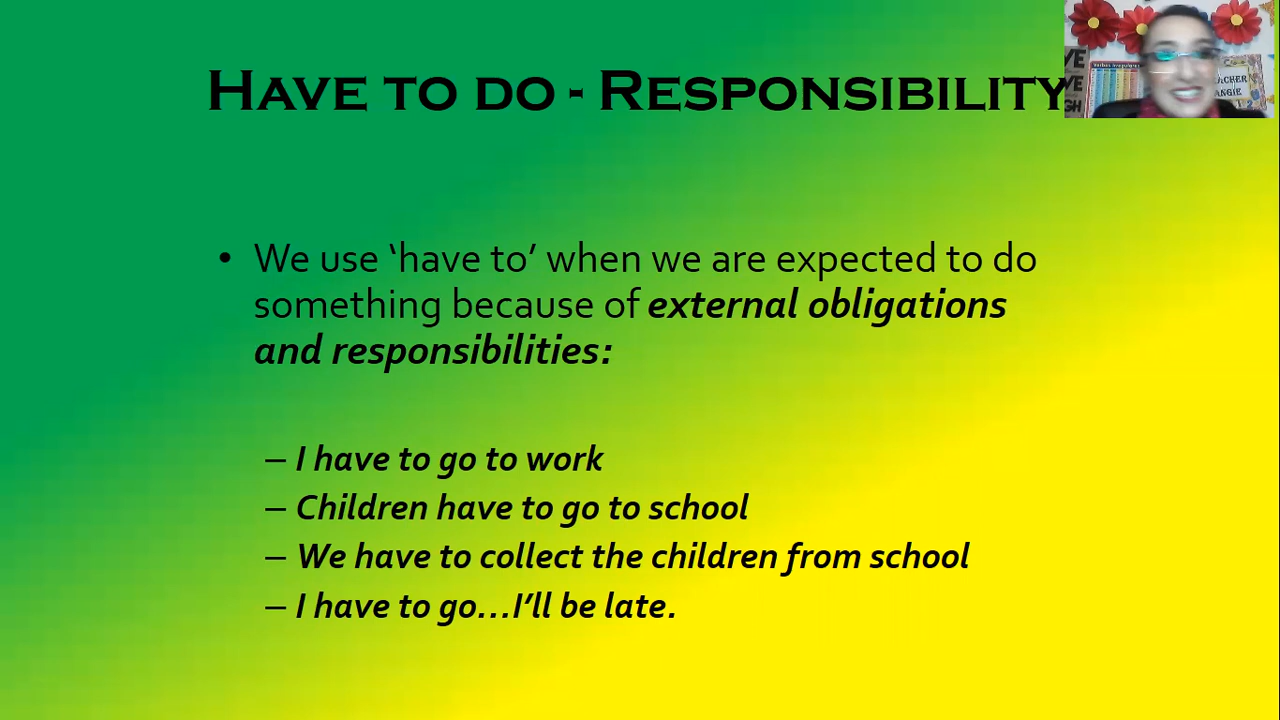 HAVE TO DO - RESPONSIBILITY
• We use ‘have to’ when we are expected to do
something because of external obligations
and responsibilities:
– I have to go to work
– Children have to go to school
– We have to collect the children from school
– I have to go...I’ll be late.
ANGIE